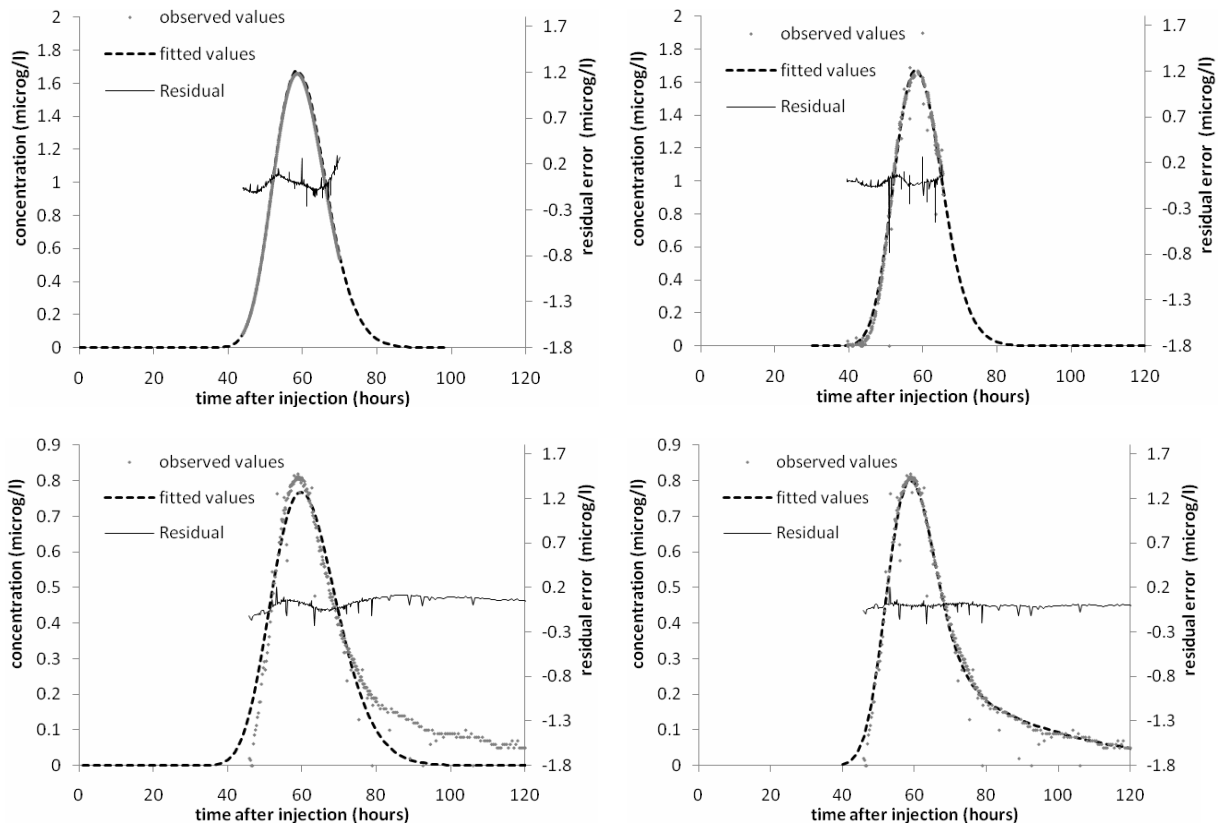 2
1.8
1.6
1.4
1.2
1
0.8
0.6
0.4
0.2
0
concentration (microg/l)
observed values
fitted values
Residual
1.7
1.2
0.7
0.2
-0.3
-0.8
-1.3
-1.8
residual error (microg/l)
0 20 40 60 80 100 120
time after injection (hours)
2
1.8
1.6
1.4
1.2
1
0.8
0.6
0.4
0.2
0
concentration (microg/l)
observed values
fitted values
Residual
1.7
1.2
0.7
0.2
-0.3
-0.8
-1.3
-1.8
residual error (microg/l)
0 20 40 60 80 100 120
time after injection (hours)
0.9
0.8
0.7
0.6
0.5
0.4
0.3
0.2
0.1
0
concentration (microg/l)
observed values
fitted values
Residual
1.7
1.2
0.7
0.2
-0.3
-0.8
-1.3
-1.8
residual error (microg/l)
0 20 40 60 80 100 120
time after injection (hours)
0.9
0.8
0.7
0.6
0.5
0.4
0.3
0.2
0.1
0
concentration (microg/l)
observed values
fitted values
Residual
1.7
1.2
0.7
0.2
-0.3
-0.8
-1.3
-1.8
residual error (microg/l)
0 20 40 60 80 100 120
time after injection (hours)